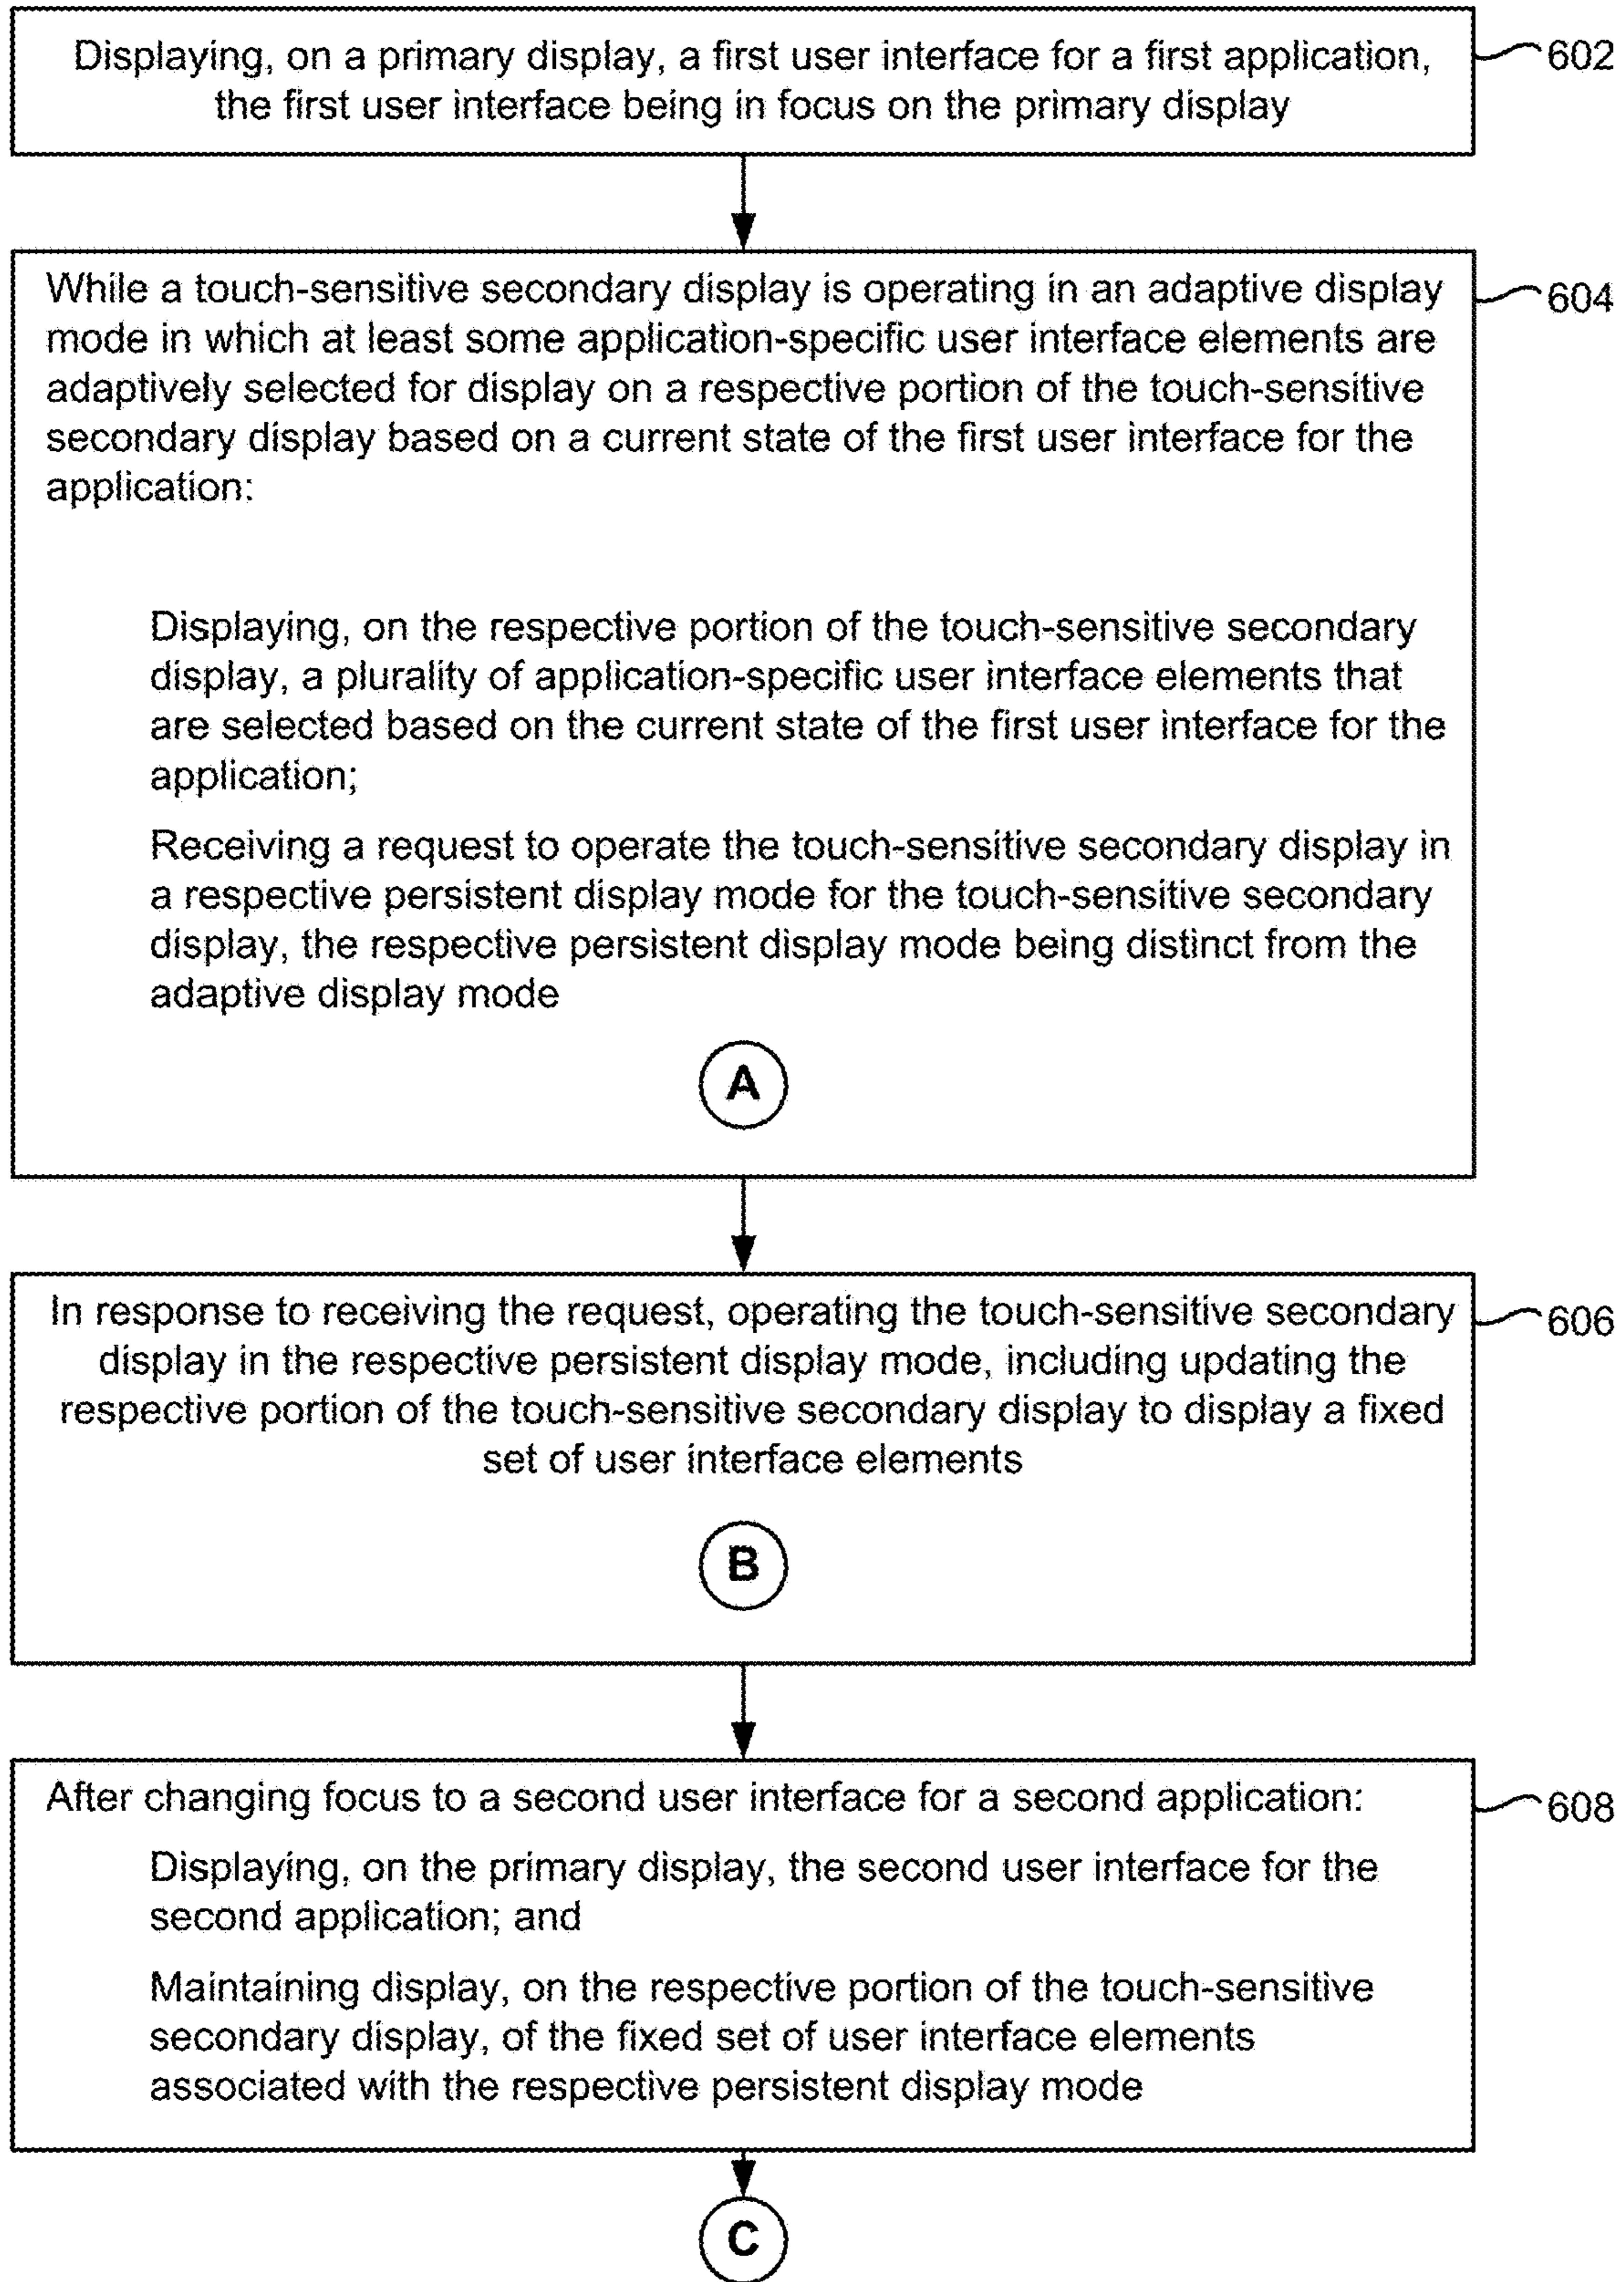 Displaying, on a primary display, a first user interface for a first application,
the first user interface being in focus on the primary display
602
While a touch-sensitive secondary display is operating in an adaptive display
mode in which at least some application-specific user interface elements are
adaptively selected for display on a respective portion of the touch-sensitive
secondary display based on a current state of the first user interface for the
application:
604
Displaying, on the respective portion of the touch-sensitive secondary
display, a plurality of application-specific user interface elements that
are selected based on the current state of the first user interface for the
application;
Receiving a request to operate the touch-sensitive secondary display in
a respective persistent display mode for the touch-sensitive secondary
display, the respective persistent display mode being distinct from the
adaptive display mode
A
In response to receiving the request, operating the touch-sensitive secondary
display in the respective persistent display mode, including updating the
respective portion of the touch-sensitive secondary display to display a fixed
set of user interface elements
606
B
After changing focus to a second user interface for a second application:
608
Displaying, on the primary display, the second user interface for the
second application; and
Maintaining display, on the respective portion of the touch-sensitive
secondary display, of the fixed set of user interface elements
associated with the respective persistent display mode
C